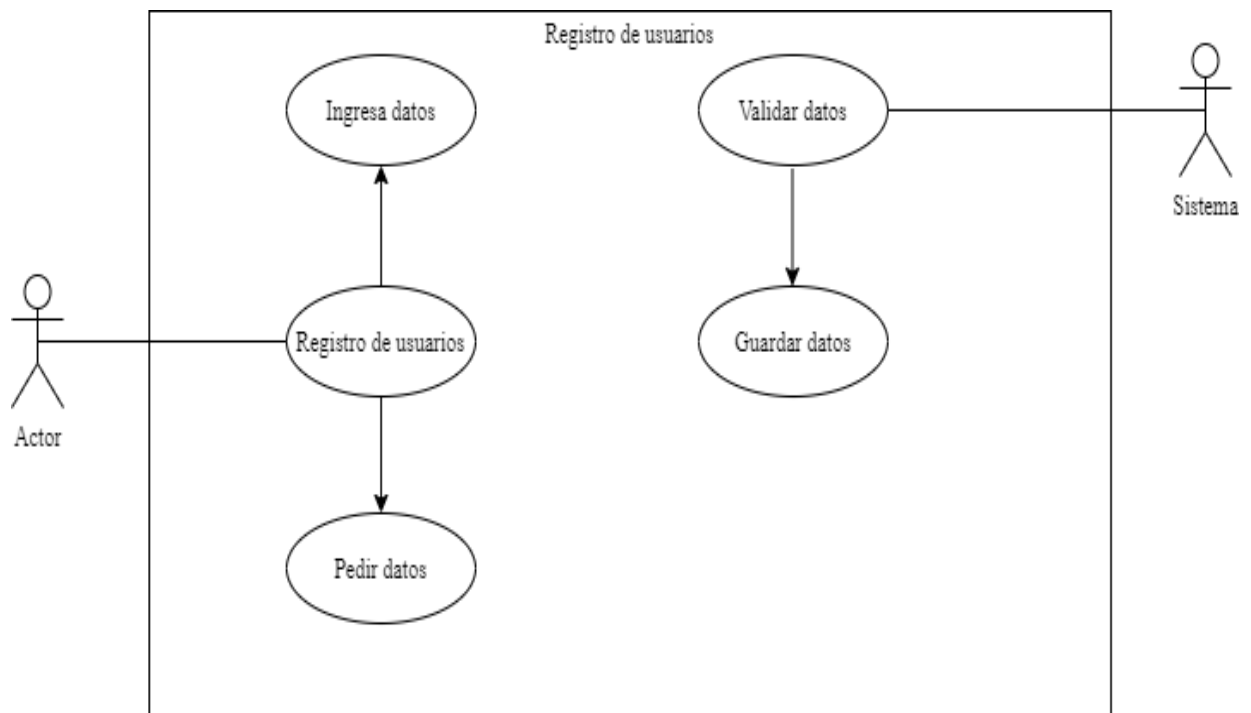 Registro de usuarios
Ingresa datos
Validar datos
Sistema
Registro de usuarios
Guardar datos
Actor
Pedir datos